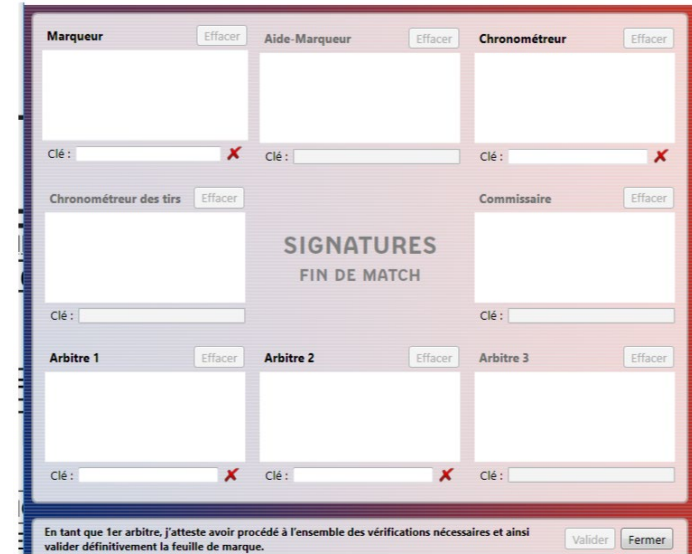 Marqueur Effacer Aide-Marqueur Effacer Chronométreur Effacer
Clé : Clé : Clé :
Chronométreur des tirs Effacer Commissaire Effacer
SIGNATURES
FIN DE MATCH
Clé : Clé :
Arbitre 1 Effacer Arbitre 2 Effacer Arbitre 3 Effacer
Clé : Clé : Clé :
En tant que 1er arbitre, j'atteste avoir procédé à l'ensemble des vérifications nécessaires et ainsi
valider définitivement la feuille de marque.
Valider Fermer